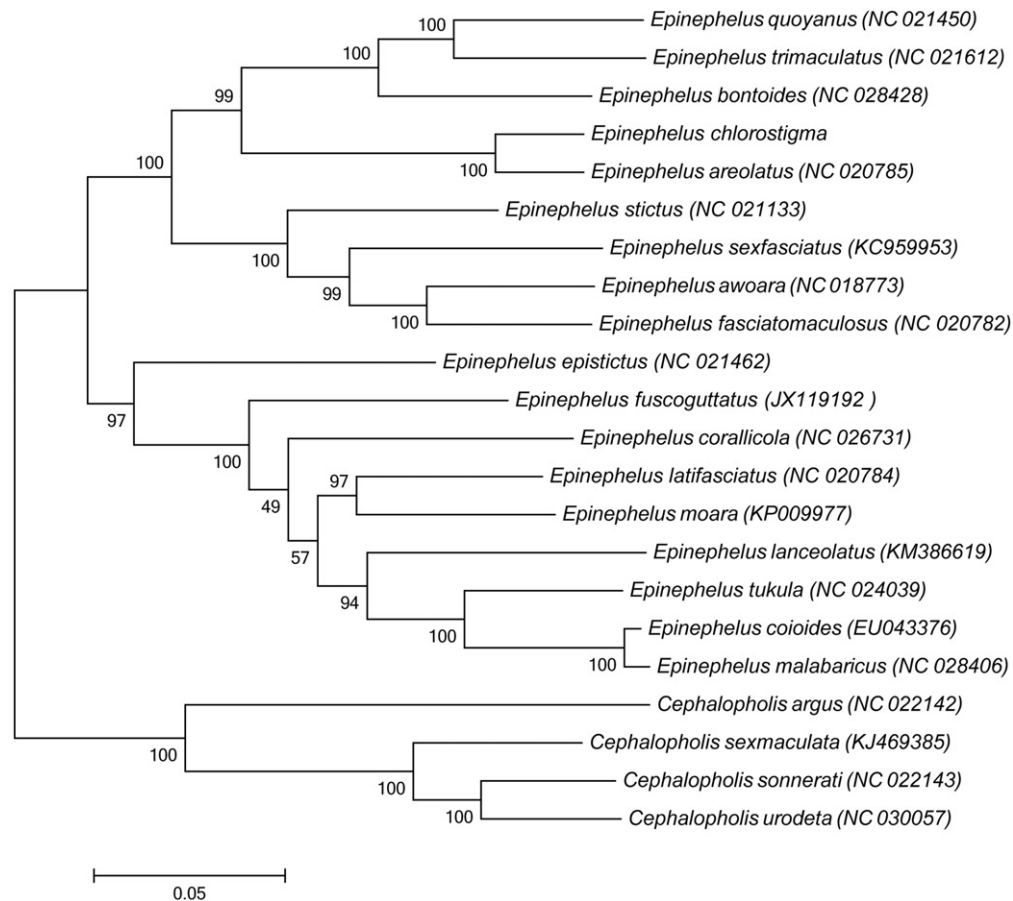 100
Epinephelus quoyanus (NC 021450)
100
Epinephelus trimaculatus (NC 021612)
99
Epinephelus bontoides (NC 028428)
100
Epinephelus chlorostigma
100
Epinephelus areolatus (NC 020785)
Epinephelus stictus (NC 021133)
100
Epinephelus sexfasciatus (KC959953)
99
Epinephelus awoara (NC 018773)
100
Epinephelus fasciatomaculosus (NC 020782)
Epinephelus epistictus (NC 021462)
97
Epinephelus fuscoguttatus (JX119192 )
100
Epinephelus corallicola (NC 026731)
97
Epinephelus latifasciatus (NC 020784)
49
Epinephelus moara (KP009977)
57
Epinephelus lanceolatus (KM386619)
94
Epinephelus tukula (NC 024039)
100
Epinephelus coioides (EU043376)
100
Epinephelus malabaricus (NC 028406)
Cephalopholis argus (NC 022142)
100
Cephalopholis sexmaculata (KJ469385)
100
Cephalopholis sonnerati (NC 022143)
100
Cephalopholis urodeta (NC 030057)
0.05